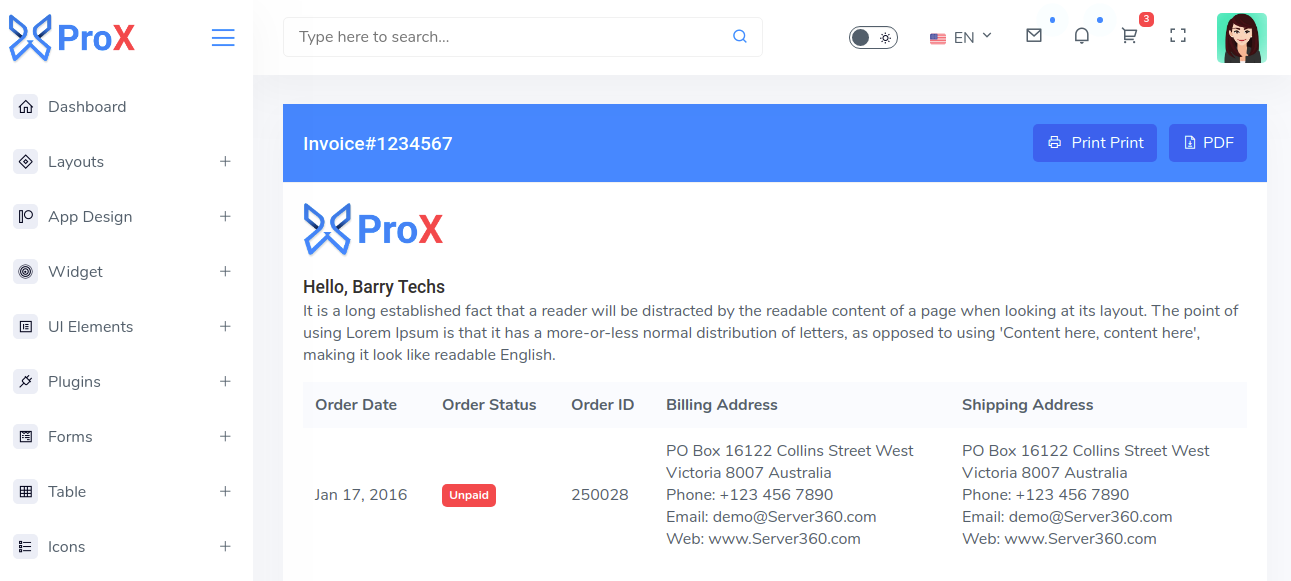 ProX
Type here to search...
EN
3
Dashboard
Layouts
App Design
Widget
UI Elements
Plugins
Forms
Table
Icons
Invoice#1234567
Print Print
PDF
ProX
Hello, Barry Techs
It is a long established fact that a reader will be distracted by the readable content of a page when looking at its layout. The point of
using Lorem Ipsum is that it has a more-or-less normal distribution of letters, as opposed to using 'Content here, content here',
making it look like readable English.
Order Date Order Status Order ID Billing Address Shipping Address
Jan 17, 2016
Unpaid
250028
PO Box 16122 Collins Street West
Victoria 8007 Australia
Phone: +123 456 7890
Email: demo@Server360.com
Web: www.Server360.com
PO Box 16122 Collins Street West
Victoria 8007 Australia
Phone: +123 456 7890
Email: demo@Server360.com
Web: www.Server360.com